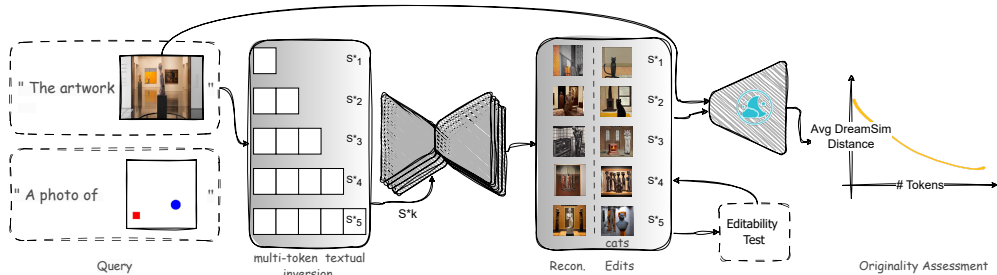 " The artwork "
" A photo of "
Query
S*1
S*2
S*3
S*4
S*5
multi-token textual
inversion
S*k
S*1
S*2
S*3
S*4
S*5
cats
Recon. Edits
Editability
Test
Avg DreamSim
Distance
# Tokens
Originality Assessment